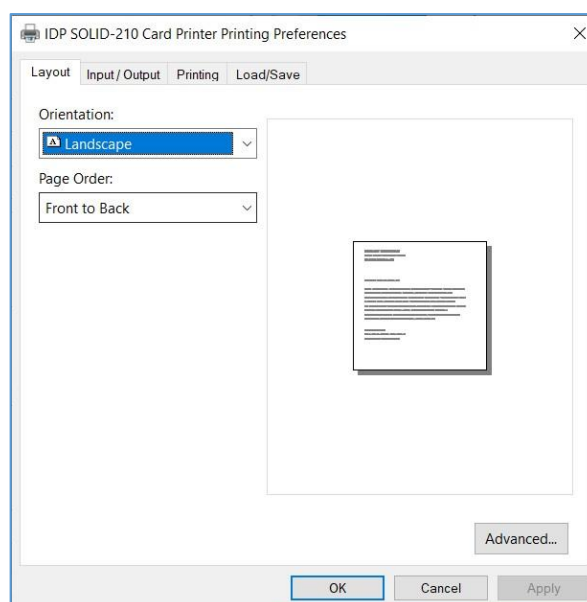 IDP SOLID-210 Card Printer Printing Preferences
Layout Input / Output Printing Load/Save
Orientation:
Landscape
Page Order:
Front to Back
Advanced...
OK Cancel Apply